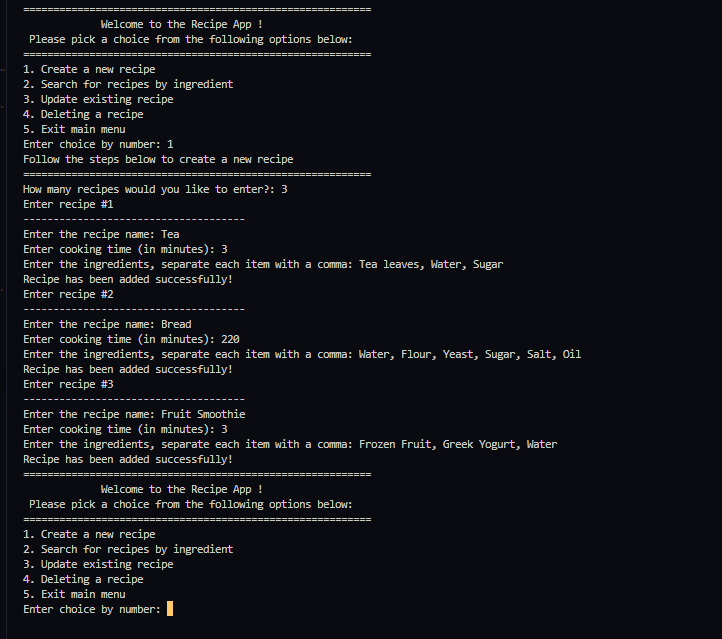 ==========================================================
Welcome to the Recipe App !
Please pick a choice from the following options below:
==========================================================
1. Create a new recipe
2. Search for recipes by ingredient
3. Update existing recipe
4. Deleting a recipe
5. Exit main menu
Enter choice by number: 1
Follow the steps below to create a new recipe
==========================================================
How many recipes would you like to enter?: 3
Enter recipe #1
-------------------------------------
Enter the recipe name: Tea
Enter cooking time (in minutes): 3
Enter the ingredients, separate each item with a comma: Tea leaves, Water, Sugar
Recipe has been added successfully!
Enter recipe #2
-------------------------------------
Enter the recipe name: Bread
Enter cooking time (in minutes): 220
Enter the ingredients, separate each item with a comma: Water, Flour, Yeast, Sugar, Salt, Oil
Recipe has been added successfully!
Enter recipe #3
-------------------------------------
Enter the recipe name: Fruit Smoothie
Enter cooking time (in minutes): 3
Enter the ingredients, separate each item with a comma: Frozen Fruit, Greek Yogurt, Water
Recipe has been added successfully!
==========================================================
Welcome to the Recipe App !
Please pick a choice from the following options below:
==========================================================
1. Create a new recipe
2. Search for recipes by ingredient
3. Update existing recipe
4. Deleting a recipe
5. Exit main menu
Enter choice by number: